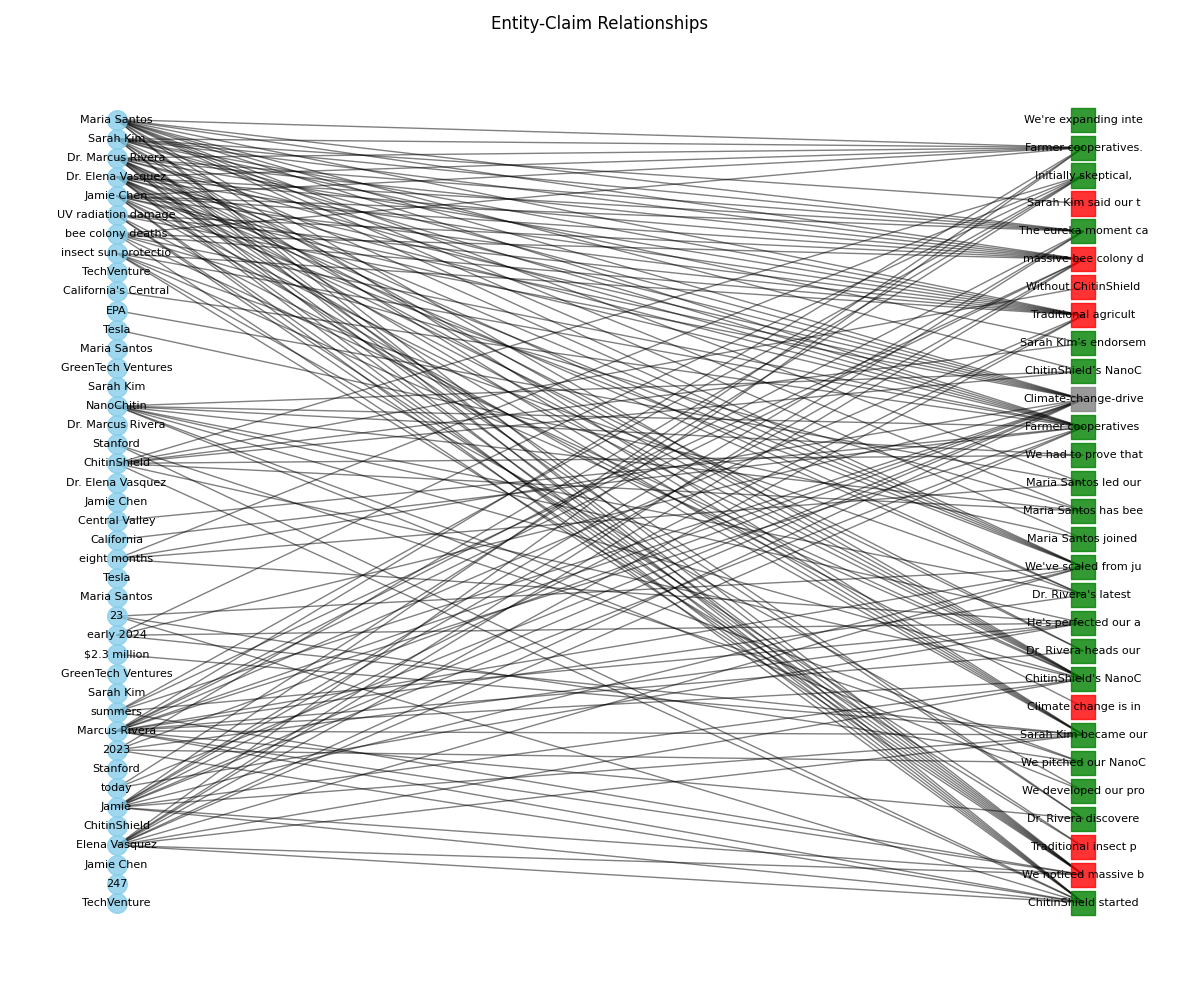 Entity-Claim Relationships
Maria Santos
Sarah Kim
Dr. Marcus Rivera
Dr. Elena Vasquez
Jamie Chen
UV radiation damage
bee colony deaths
insect sun protectio
TechVenture
California's Central
EPA
Tesla
Maria Santos
GreenTech Ventures
Sarah Kim
NanoChitin
Dr. Marcus Rivera
Stanford
ChitinShield
Dr. Elena Vasquez
Jamie Chen
Central Valley
California
eight months
Tesla
Maria Santos
23
early 2024
$2.3 million
GreenTech Ventures
Sarah Kim
summers
Marcus Rivera
2023
Stanford
today
Jamie
ChitinShield
Elena Vasquez
Jamie Chen
247
TechVenture
We're expanding inte
Farmer cooperatives.
Initially skeptical,
Sarah Kim said our t
The eureka moment ca
massive bee colony d
Without ChitinShield
Traditional agricult
Sarah Kim's endorsem
ChitinShield's NanoC
Climate-change-drive
Farmer cooperatives
We had to prove that
Maria Santos led our
Maria Santos has bee
Maria Santos joined
We've scaled from ju
Dr. Rivera's latest
He's perfected our a
Dr. Rivera heads our
ChitinShield's NanoC
Climate change is in
Sarah Kim became our
We pitched our NanoC
We developed our pro
Dr. Rivera discovere
Traditional insect p
We noticed massive b
ChitinShield started